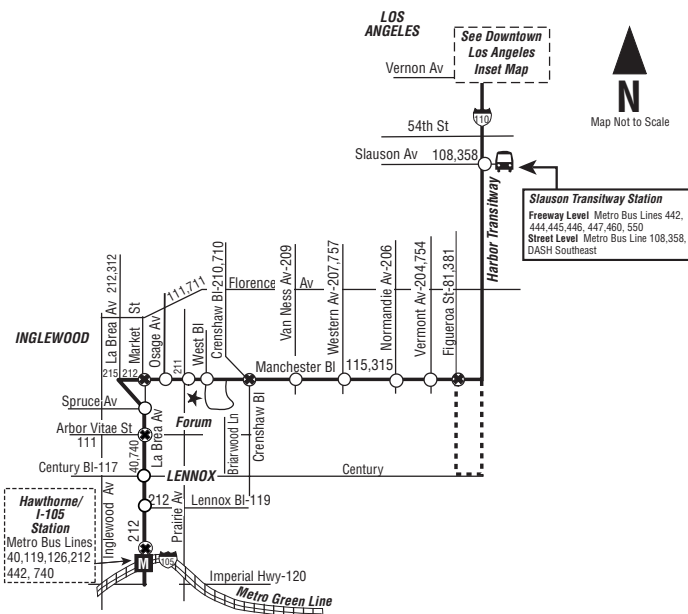 LOS
ANGELES
See Downtown
Los Angeles
Inset Map
Vernon Av
N
Map Not to Scale
110
54th St
Slauson Av 108,358
Harbor Transitway
Slauson Transitway Station
Freeway Level Metro Bus Lines 442,
444,445,446, 447,460, 550
Street Level Metro Bus Line 108,358,
DASH Southeast
INGLEWOOD
La Brea Av 212,312
Market St
Osage Av
111,711
211
West Bl
Crenshaw Bl-210,710
Florence Av
Van Ness Av-209
Western Av-207,757
Normandie Av-206
Vermont Av-204,754
Figueroa St-81,381
215 212
Manchester Bl 115,315
Spruce Av
Forum
Briarwood Ln
Crenshaw Bl
La Brea Av
Arbor Vitae St
111
40,740
Century Bl-117
LENNOX
Century
Inglewood Av
Prairie Av
212
Lennox Bl-119
212
Hawthorne/
I-105
Station
Metro Bus Lines
40,119,126,212
442, 740
M
105
Imperial Hwy-120
Metro Green Line